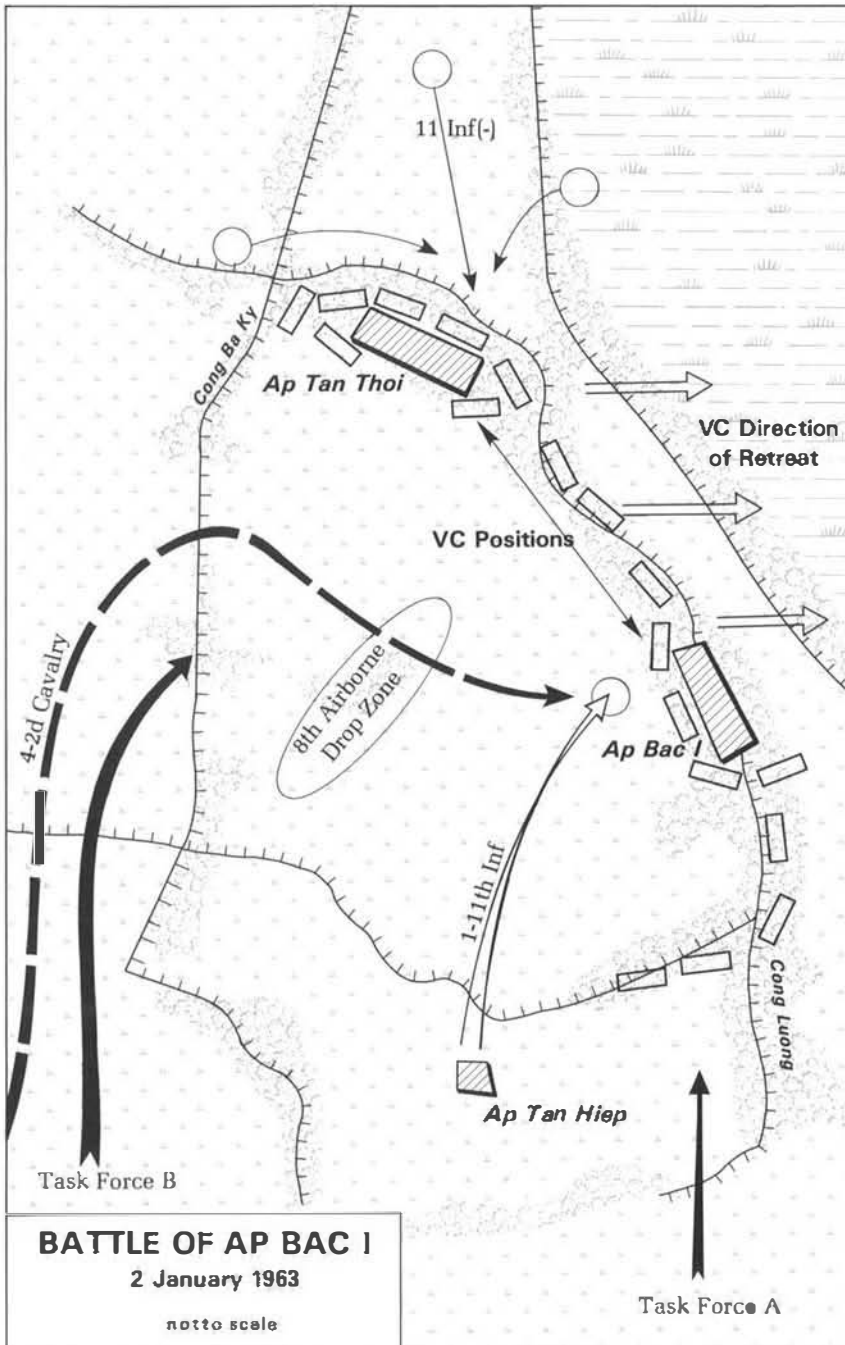 11 Inf(-)
Cong Ba Ky
Ap Tan Thoi
VC Direction
of Retreat
VC Positions
4-2d Cavalry
8th Airborne
Drop Zone
Ap Bac I
1-11th Inf
Cong Luong
Ap Tan Hiep
Task Force B
Task Force A
BATTLE OF AP BAC I
2 January 1963
not to scale